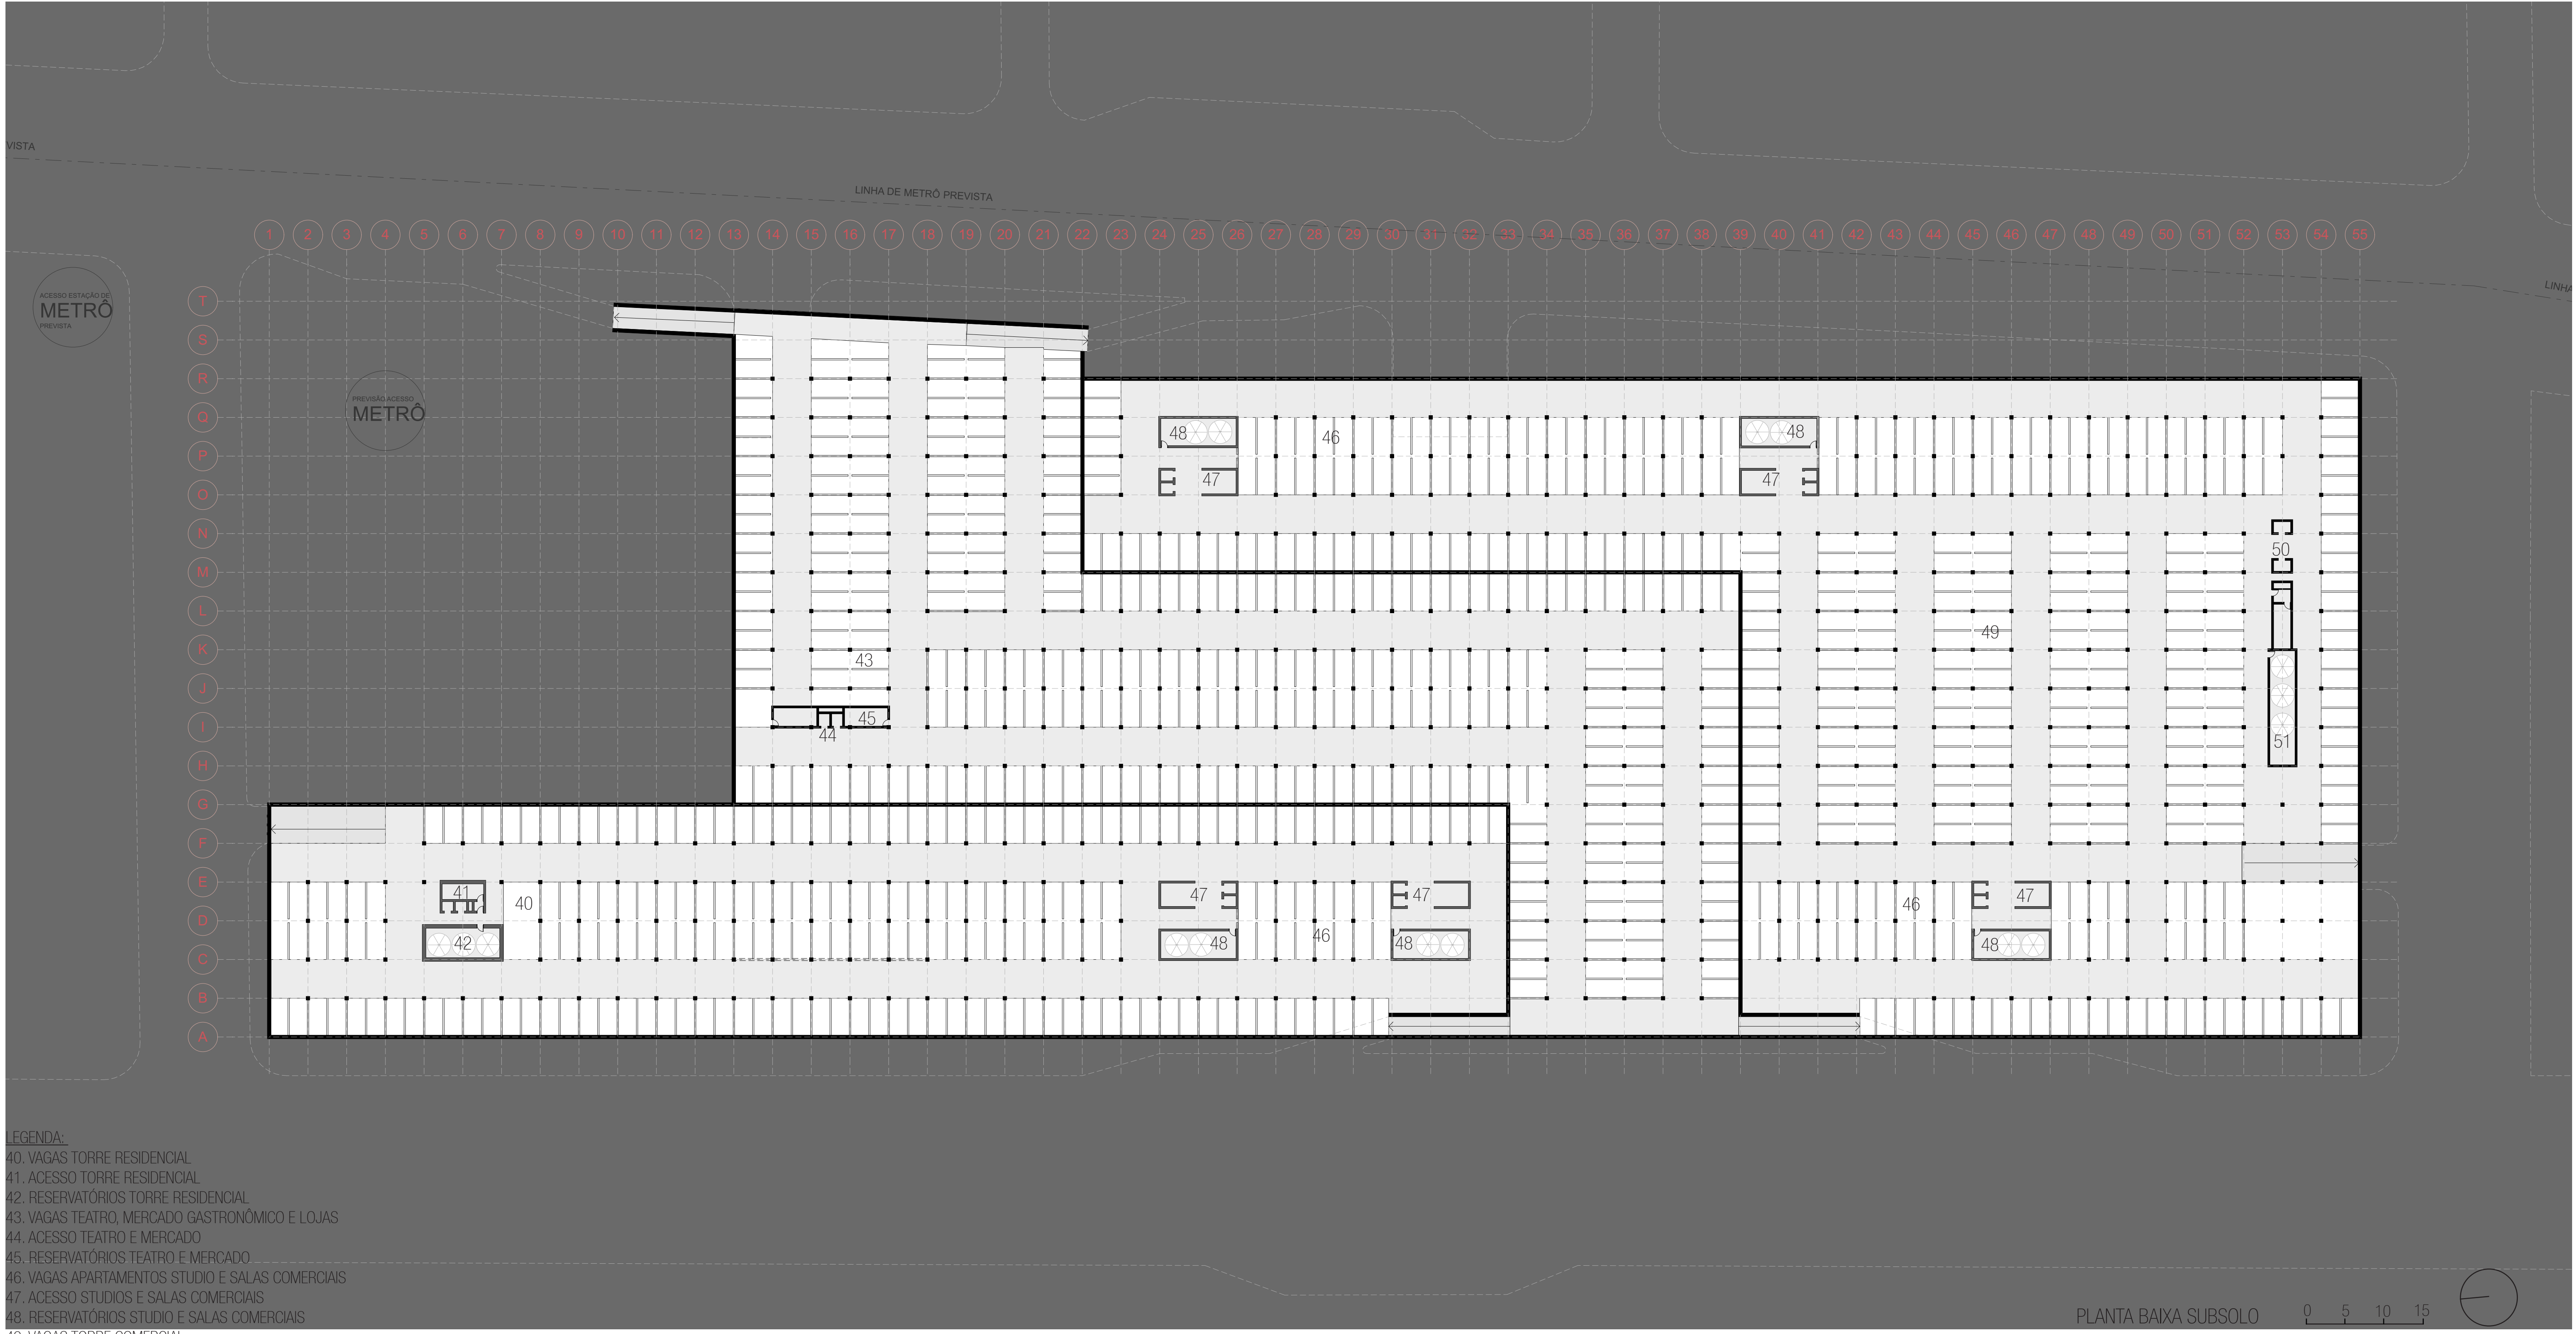 VISTA
LINHA DE METRÔ PREVISTA
1 2 3 4 5 6 7 8 9 10 11 12 13 14 15 16 17 18 19 20 21 22 23 24 25 26 27 28 29 30 31 32 33 34 35 36 37 38 39 40 41 42 43 44 45 46 47 48 49 50 51 52 53 54 55
LINHA
ACESSO ESTAÇÃO DE
METRÔ
PREVISTA
T
S
R
PREVISÃO ACESSO
METRÔ
Q
48 46 48
P
47 47
O
N
50
M
L
49
K
43
J
45
I
44 51
H
G
F
E
41 47 47 47
40 46
D
46
42 48 48 48
C
B
A
LEGENDA:
40. VAGAS TORRE RESIDENCIAL
41. ACESSO TORRE RESIDENCIAL
42. RESERVATÓRIOS TORRE RESIDENCIAL
43. VAGAS TEATRO, MERCADO GASTRONÔMICO E LOJAS
44. ACESSO TEATRO E MERCADO
45. RESERVATÓRIOS TEATRO E MERCADO
46. VAGAS APARTAMENTOS STUDIO E SALAS COMERCIAIS
47. ACESSO STUDIOS E SALAS COMERCIAIS
48. RESERVATÓRIOS STUDIO E SALAS COMERCIAIS
49. VAGAS TORRE COMERCIAL
PLANTA BAIXA SUBSOLO
0 5 10 15